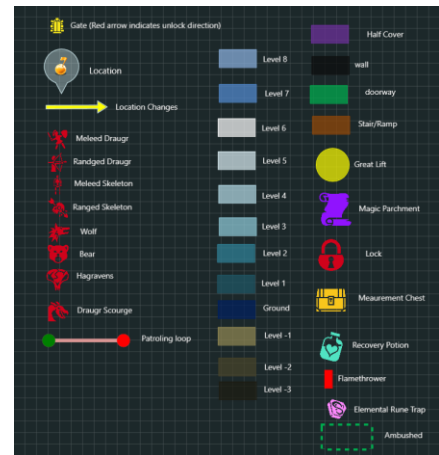 Gate (Red arrow indicates unlock direction)
Location
Location Changes
Meleed Draugr
Randged Draugr
Meleed Skeleton
Ranged Skeleton
Wolf
Bear
Hagravens
Draugr Scourge
Patroling loop
Level 8
Level 7
Level 6
Level 5
Level 4
Level 3
Level 2
Level 1
Ground
Level -1
Level -2
Level -3
Half Cover
wall
doorway
Stair/Ramp
Great Lift
Magic Parchment
Lock
Meaurement Chest
Recovery Potion
Flamethrower
Elemental Rune Trap
Ambushed